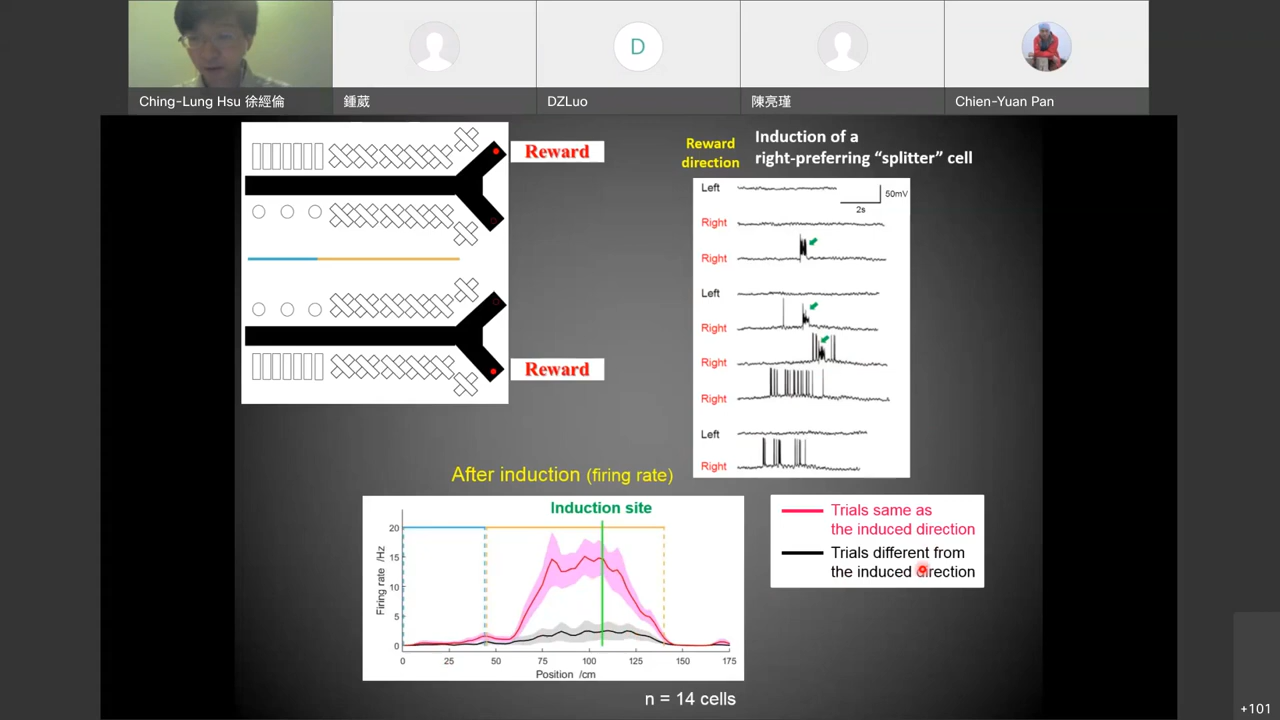 D
Ching-Lung Hsu 徐經倫
鍾葳
DZLuo
陳亮瑾
Chien-Yuan Pan
Reward
Reward
Reward
direction
Induction of a
right-preferring “splitter” cell
Left
50mV
2s
Right
Right
Left
Right
Right
Right
Left
Right
After induction (firing rate)
Induction site
20
15
10
5
0
Firing rate /Hz
0 25 50 75 100 125 150 175
Position /cm
n = 14 cells
Trials same as
the induced direction
Trials different from
the induced direction
+101